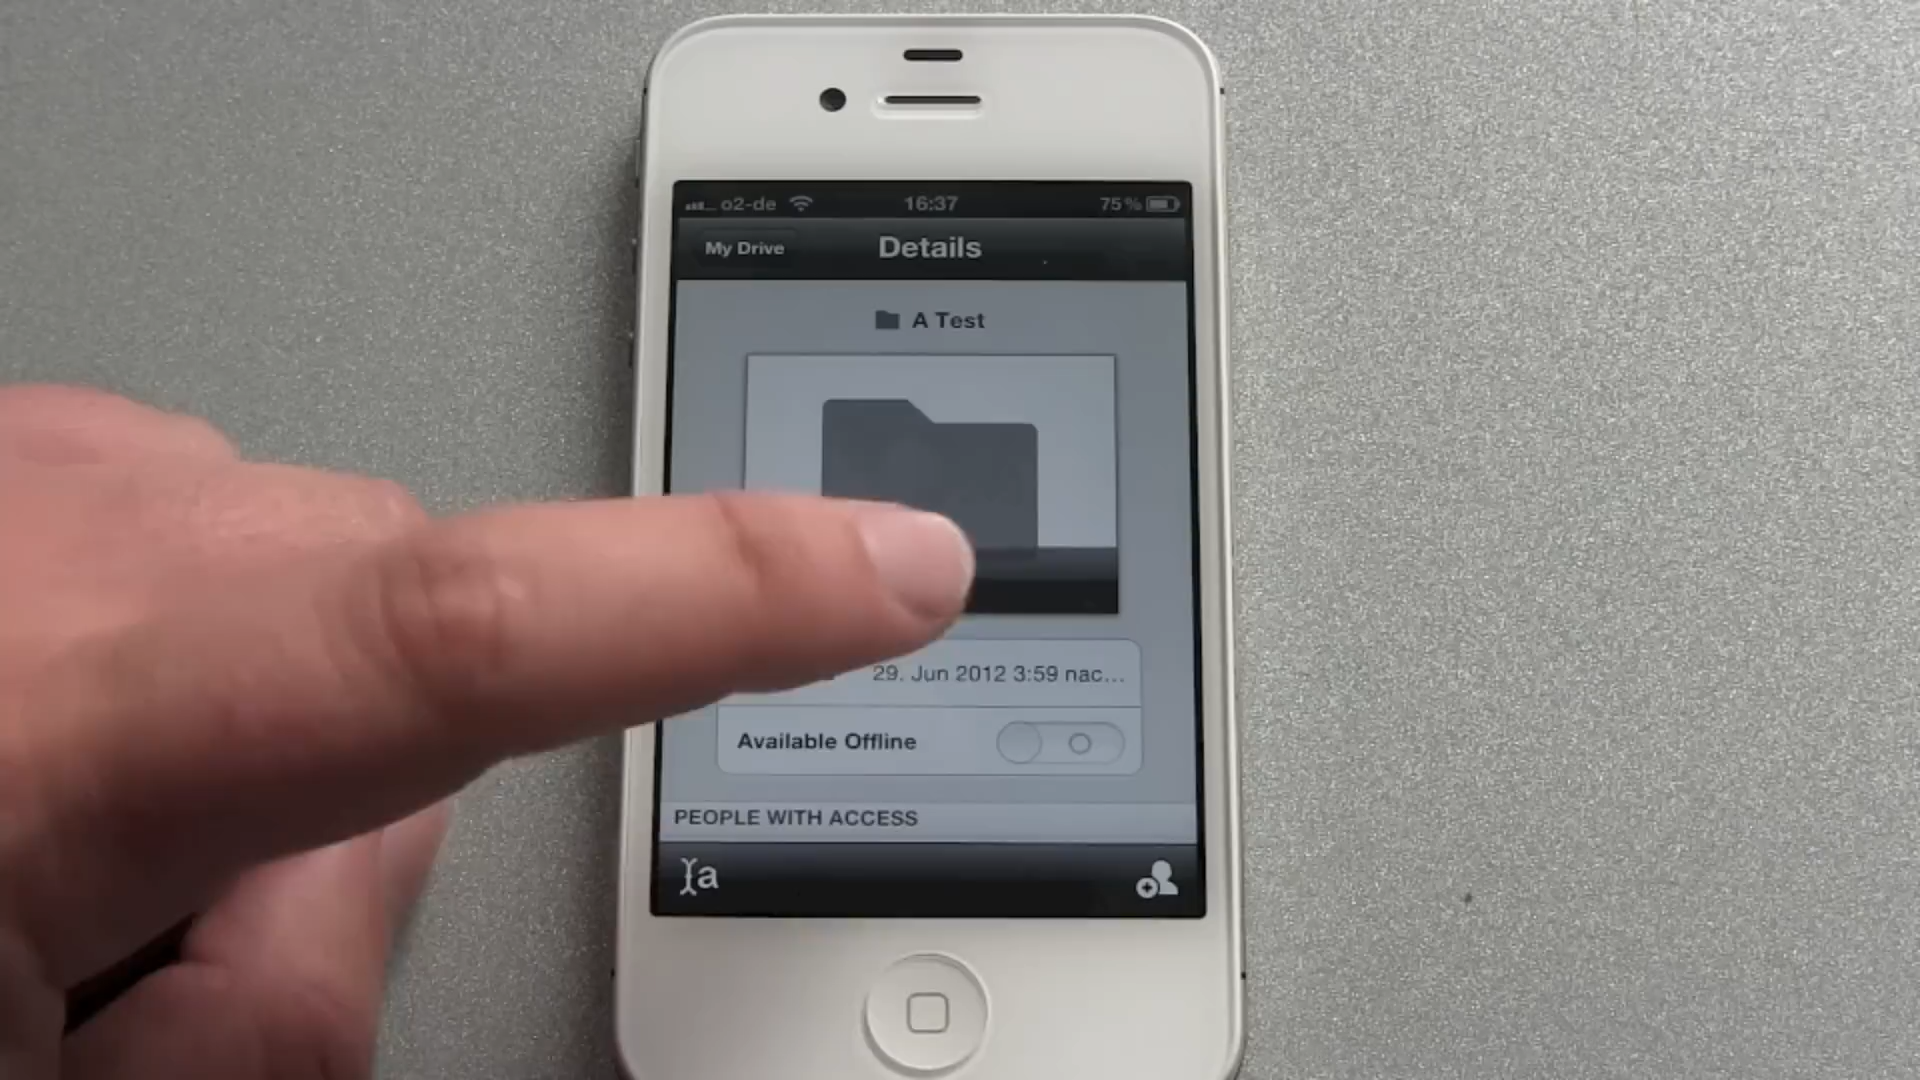 o2-de 16:37 75%
My Drive Details
A Test
29. Jun 2012 3:59 nac...
Available Offline
PEOPLE WITH ACCESS
a